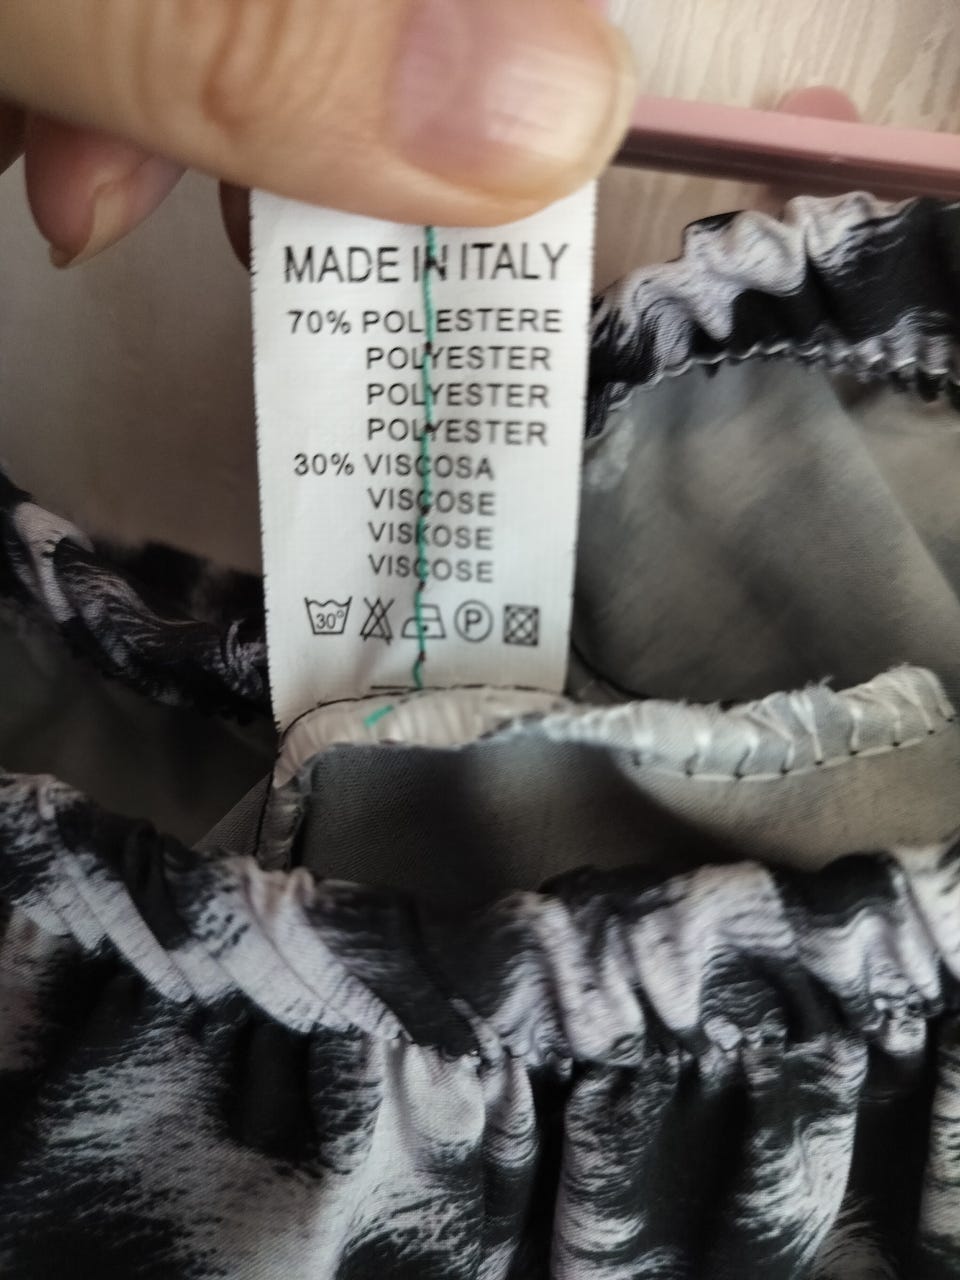 MADE IN ITALY
70% POLIESTERE
POLYESTER
POLYESTER
POLYESTER
30% VISCOSA
VISCOSE
VISKOSE
VISCOSE
30° P